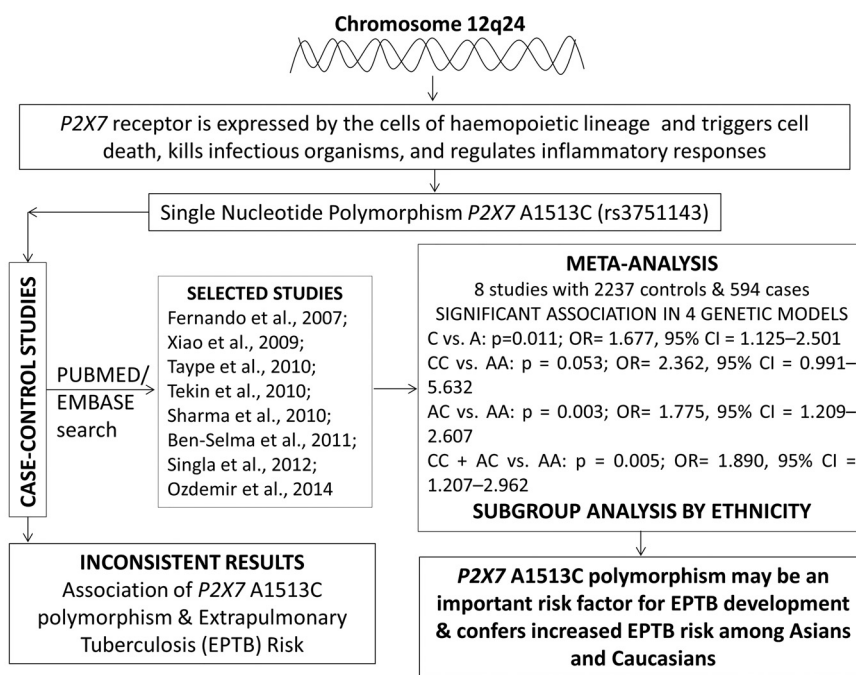 Chromosome 12q24
P2X7 receptor is expressed by the cells of haemopoietic lineage and triggers cell
death, kills infectious organisms, and regulates inflammatory responses
Single Nucleotide Polymorphism P2X7 A1513C (rs3751143)
CASE-CONTROL STUDIES
PUBMED/
EMBASE
search
SELECTED STUDIES
Fernando et al., 2007;
Xiao et al., 2009;
Taype et al., 2010;
Tekin et al., 2010;
Sharma et al., 2010;
Ben-Selma et al., 2011;
Singla et al., 2012;
Ozdemir et al., 2014
META-ANALYSIS
8 studies with 2237 controls & 594 cases
SIGNIFICANT ASSOCIATION IN 4 GENETIC MODELS
C vs. A: p=0.011; OR= 1.677, 95% CI = 1.125–2.501
CC vs. AA: p = 0.053; OR= 2.362, 95% CI = 0.991–
5.632
AC vs. AA: p = 0.003; OR= 1.775, 95% CI = 1.209–
2.607
CC + AC vs. AA: p = 0.005; OR= 1.890, 95% CI =
1.207–2.962
SUBGROUP ANALYSIS BY ETHNICITY
INCONSISTENT RESULTS
Association of P2X7 A1513C
polymorphism & Extrapulmonary
Tuberculosis (EPTB) Risk
P2X7 A1513C polymorphism may be an
important risk factor for EPTB development
& confers increased EPTB risk among Asians
and Caucasians